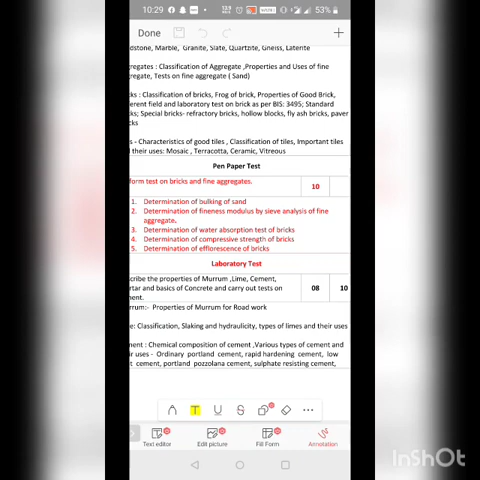 10:29
53%
Done
dstone, Marble, Granite, Slate, Quartzite, Gneiss, Laterite
gregates : Classification of Aggregate ,Properties and Uses of fine
gregate, Tests on fine aggregate ( Sand)
cks : Classification of bricks, Frog of brick, Properties of Good Brick,
erent field and laboratory test on brick as per BIS: 3495; Standard
ks; Special bricks- refractory bricks, hollow blocks, fly ash bricks, paver
cks
s - Characteristics of good tiles , Classification of tiles, Important tiles
their uses: Mosaic , Terracotta, Ceramic, Vitreous
Pen Paper Test
form test on bricks and fine aggregates.
10
1. Determination of bulking of sand
2. Determination of fineness modulus by sieve analysis of fine
aggregate.
3. Determination of water absorption test of bricks
4. Determination of compressive strength of bricks
5. Determination of efflorescence of bricks
Laboratory Test
scribe the properties of Murrum ,Lime, Cement,
rtar and basics of Concrete and carry out tests on
ment.
08 10
rrum:- Properties of Murrum for Road work
e: Classification, Slaking and hydraulicity, types of limes and their uses
ment : Chemical composition of cement ,Various types of cement and
ir uses - Ordinary portland cement, rapid hardening cement, low
t cement, portland pozzolana cement, sulphate resisting cement,
T U S
Text editor Edit picture Fill Form Annotation
InShOt